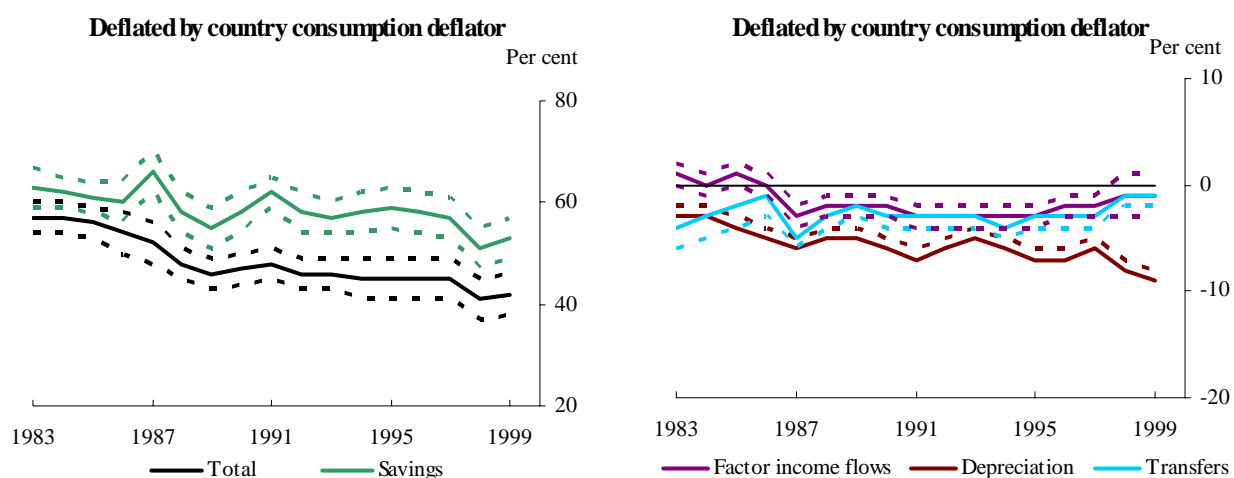 Deflated by country consumption deflator
Per cent
80
60
40
20
1983 1987 1991 1995 1999
Total Savings
Deflated by country consumption deflator
Per cent
10
0
-10
-20
1983 1987 1991 1995 1999
Factor income flows Depreciation Transfers